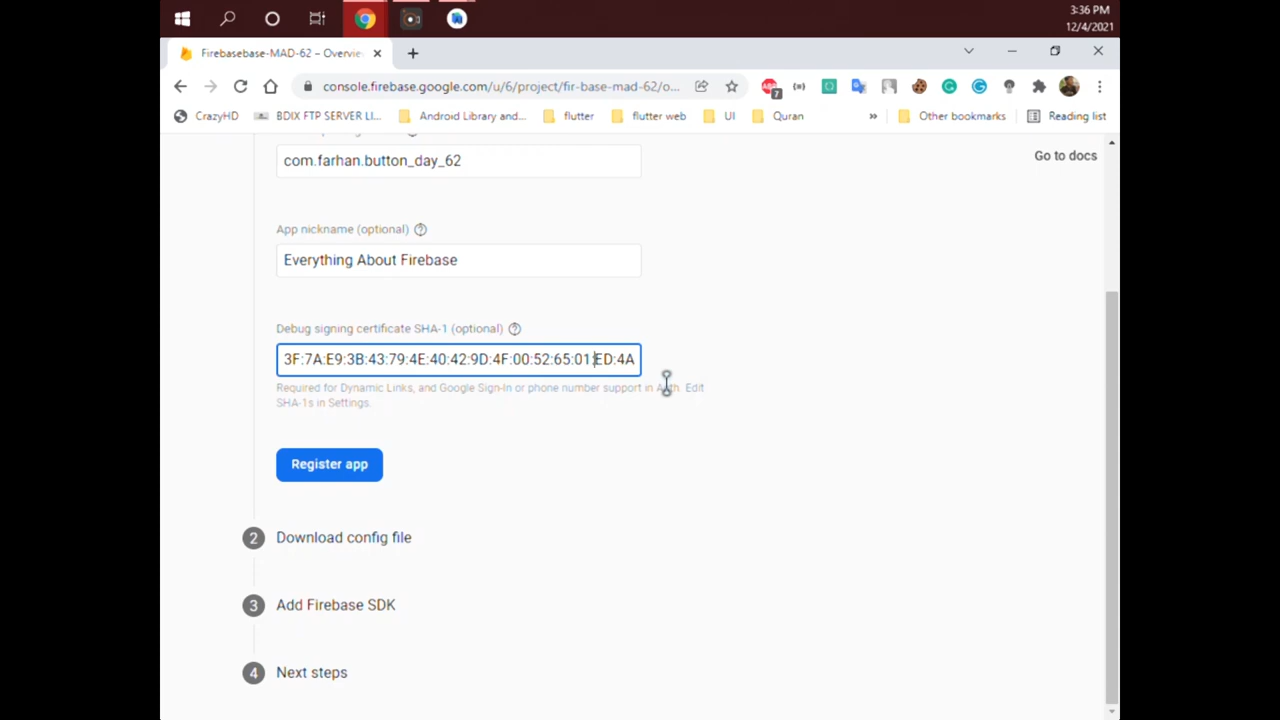 3:36 PM
12/4/2021
Firebasebase-MAD-62 – Overvie
console.firebase.google.com/u/6/project/fir-base-mad-62/o...
7
CrazyHD
BDIX FTP SERVER LI...
Android Library and...
flutter
flutter web
UI
Quran
»
Other bookmarks
Reading list
com.farhan.button_day_62
Go to docs
App nickname (optional)
Everything About Firebase
Debug signing certificate SHA-1 (optional)
3F:7A:E9:3B:43:79:4E:40:42:9D:4F:00:52:65:01:ED:4A
Required for Dynamic Links, and Google Sign-In or phone number support in Auth. Edit
SHA-1s in Settings.
Register app
2 Download config file
3 Add Firebase SDK
4 Next steps